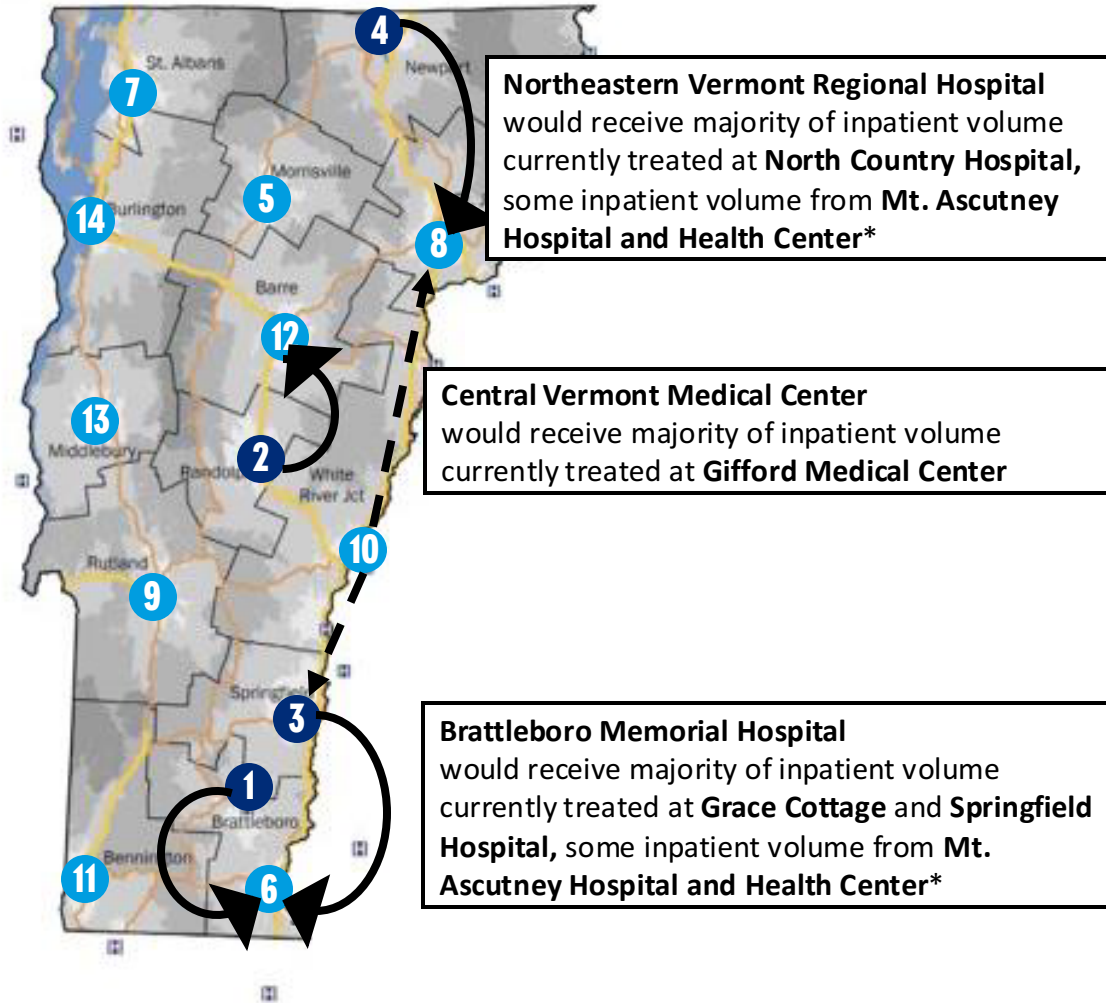 4
St. Albans
Newport
7
Northeastern Vermont Regional Hospital
would receive majority of inpatient volume
currently treated at North Country Hospital,
some inpatient volume from Mt. Ascutney
Hospital and Health Center*
H
Morrisville
5
14
Burlington
8
Barre
H
12
Central Vermont Medical Center
would receive majority of inpatient volume
currently treated at Gifford Medical Center
13
Middlebury
2
White
River Jct
H
10
Rutland
9
H
H
Springfield
3
Brattleboro Memorial Hospital
would receive majority of inpatient volume
currently treated at Grace Cottage and Springfield
Hospital, some inpatient volume from Mt.
Ascutney Hospital and Health Center*
1
Brattleboro
H
Bennington
11
6
H
H